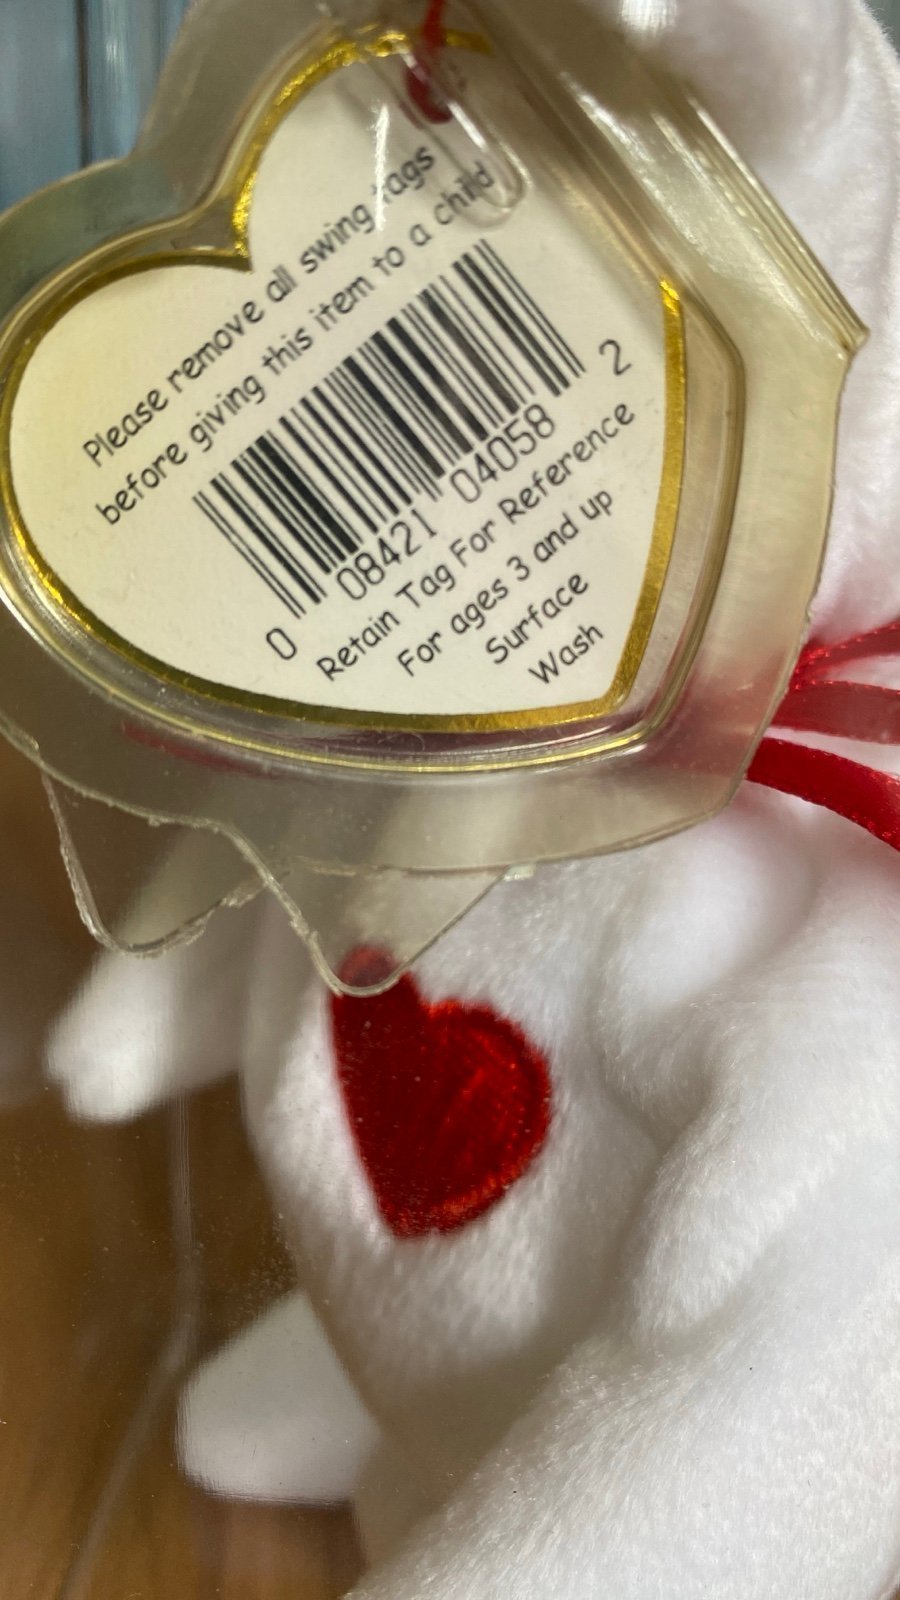 Please remove all swing tags
before giving this item to a child
0 08421 04058 2
Retain Tag For Reference
For ages 3 and up
Surface
Wash